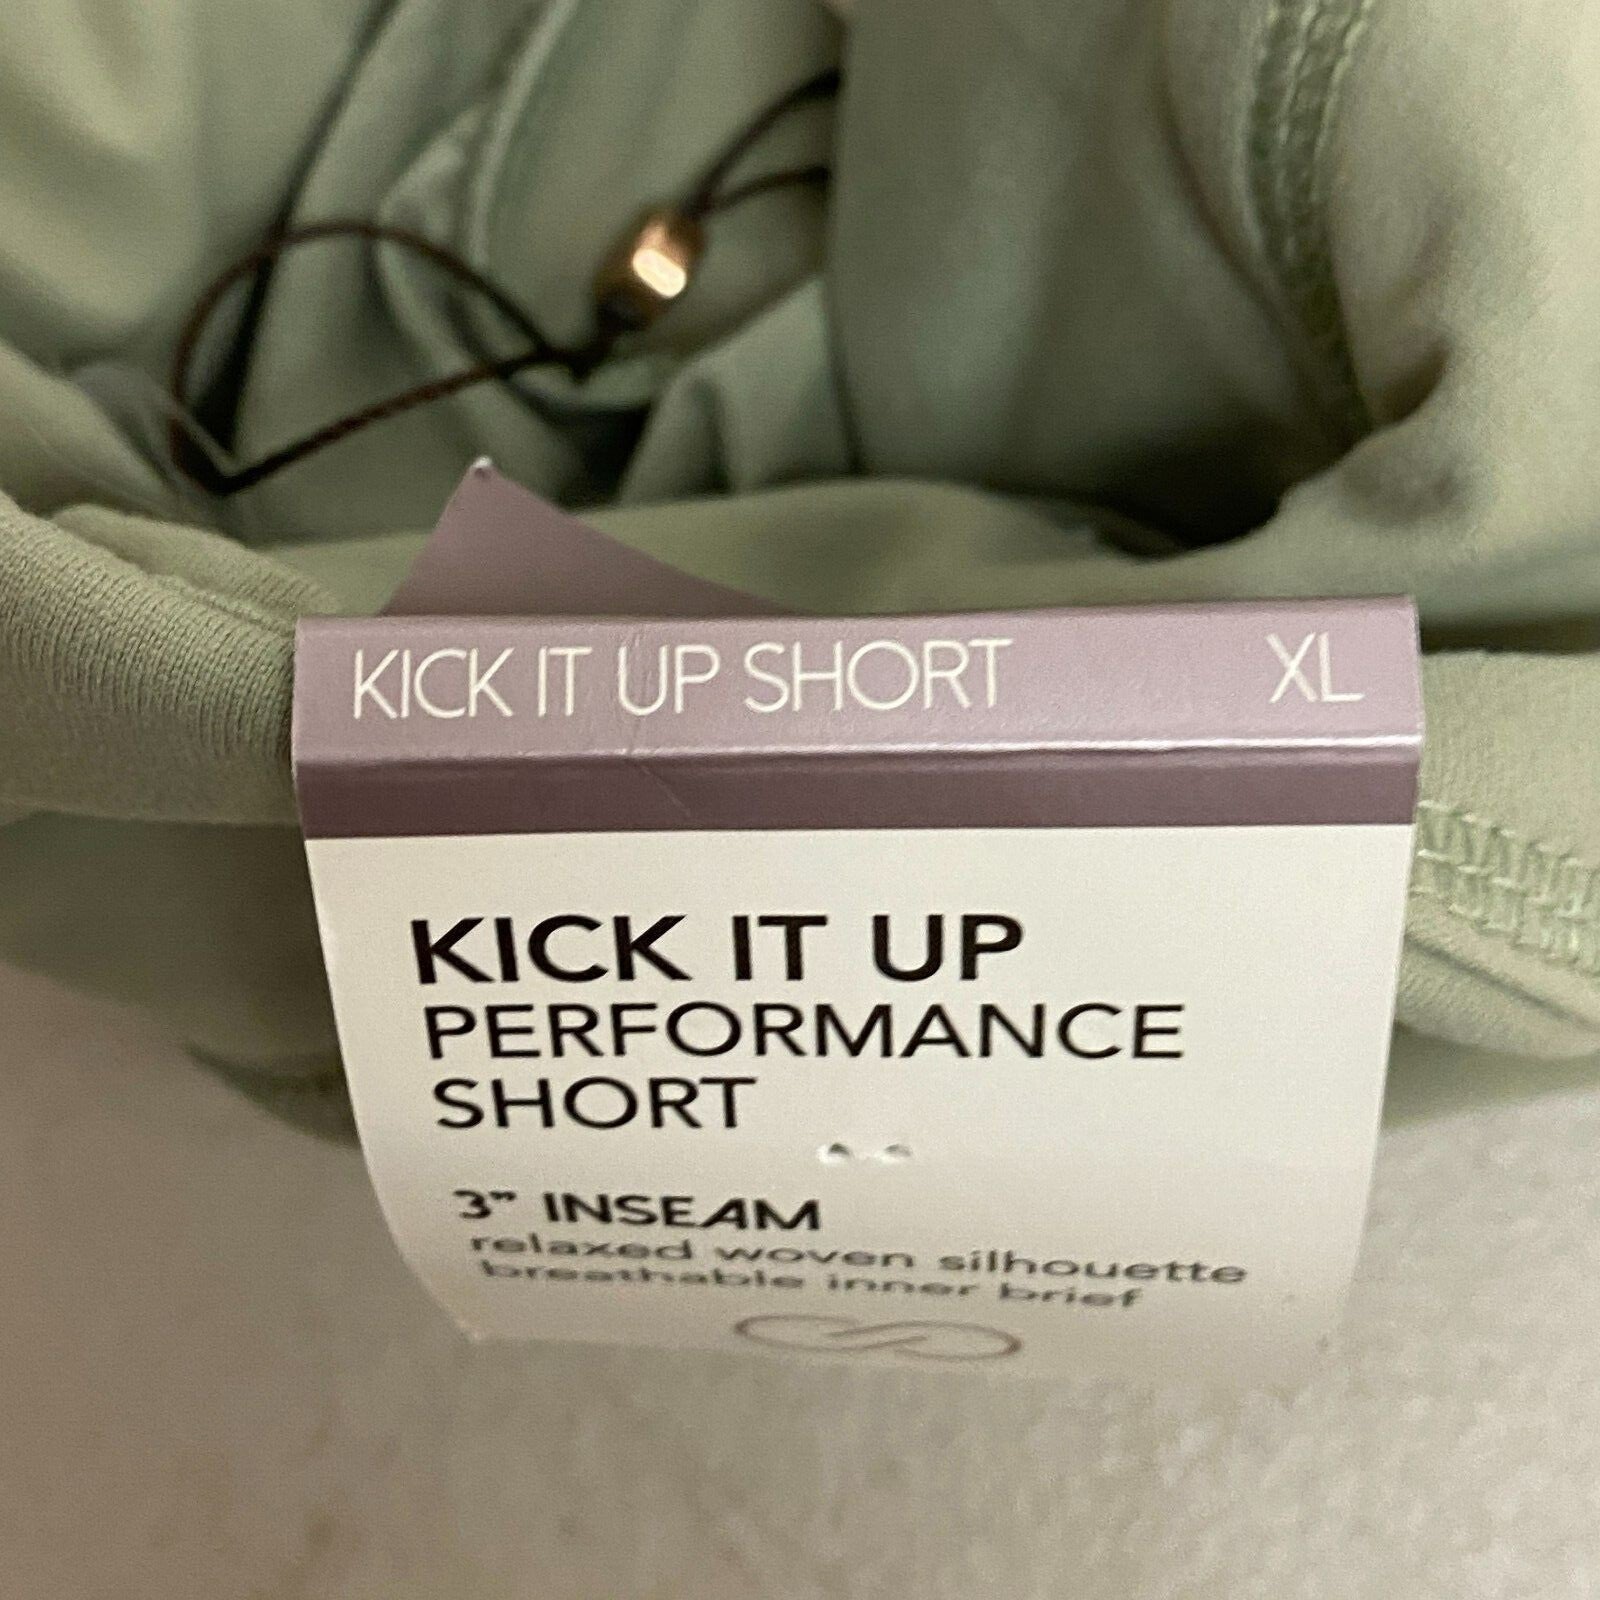 KICK IT UP SHORT XL
KICK IT UP
PERFORMANCE
SHORT
3” INSEAM
relaxed woven silhouette
breathable inner brief